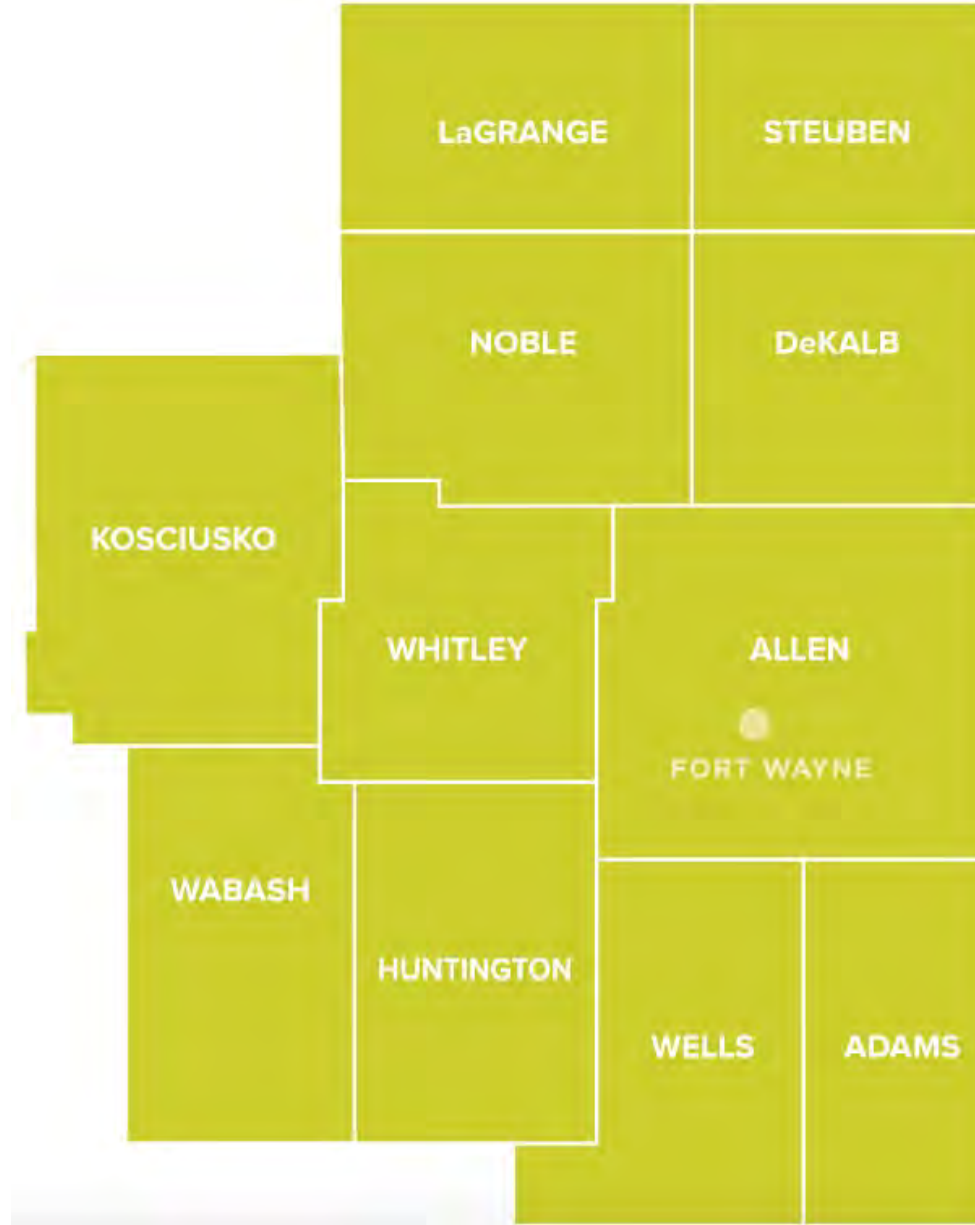 LaGRANGE
STEUBEN
NOBLE
DeKALB
KOSCIUSKO
WHITLEY
ALLEN
FORT WAYNE
WABASH
HUNTINGTON
WELLS
ADAMS